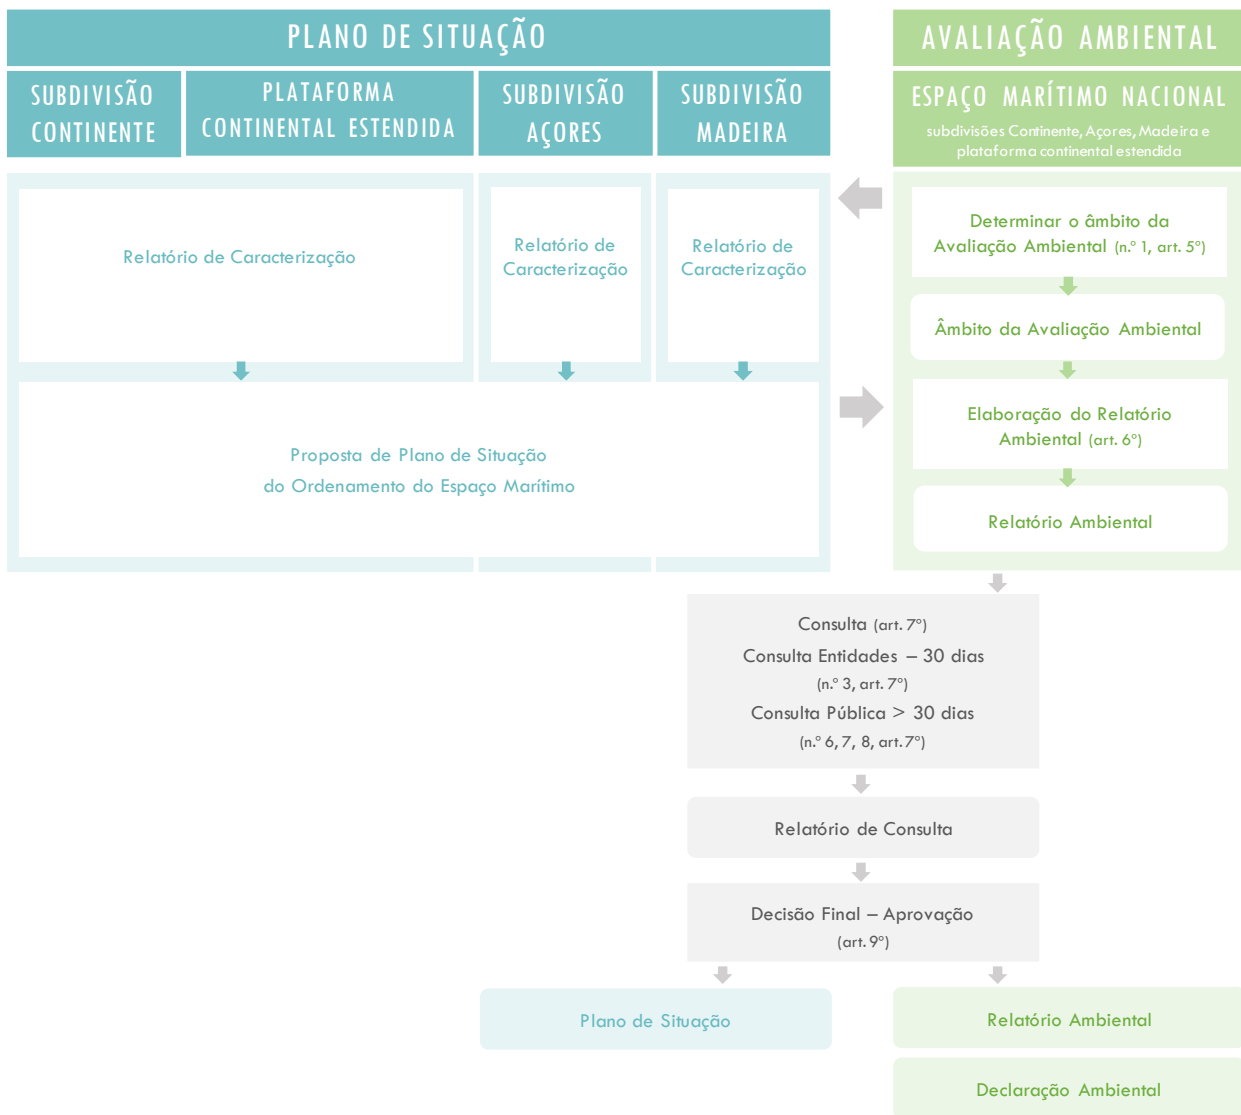 PLANO DE SITUAÇÃO
SUBDIVISÃO
CONTINENTE
PLATAFORMA
CONTINENTAL ESTENDIDA
SUBDIVISÃO
AÇORES
SUBDIVISÃO
MADEIRA
Relatório de Caracterização
Relatório de
Caracterização
Relatório de
Caracterização
Proposta de Plano de Situação
do Ordenamento do Espaço Marítimo
AVALIAÇÃO AMBIENTAL
ESPAÇO MARÍTIMO NACIONAL
subdivisões Continente, Açores, Madeira e
plataforma continental estendida
Determinar o âmbito da
Avaliação Ambiental (n.º 1, art. 5º)
Âmbito da Avaliação Ambiental
Elaboração do Relatório
Ambiental (art. 6º)
Relatório Ambiental
Consulta (art. 7º)
Consulta Entidades – 30 dias
(n.º 3, art. 7º)
Consulta Pública > 30 dias
(n.º 6, 7, 8, art. 7º)
Relatório de Consulta
Decisão Final – Aprovação
(art. 9º)
Plano de Situação
Relatório Ambiental
Declaração Ambiental